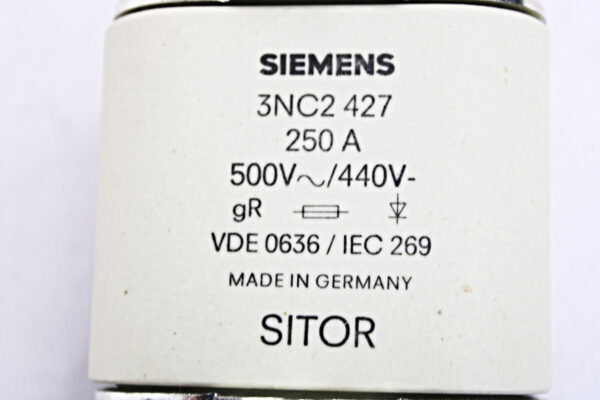 SIEMENS
3NC2 427
250 A
500V~/440V-
gR
VDE 0636 / IEC 269
MADE IN GERMANY
SITOR